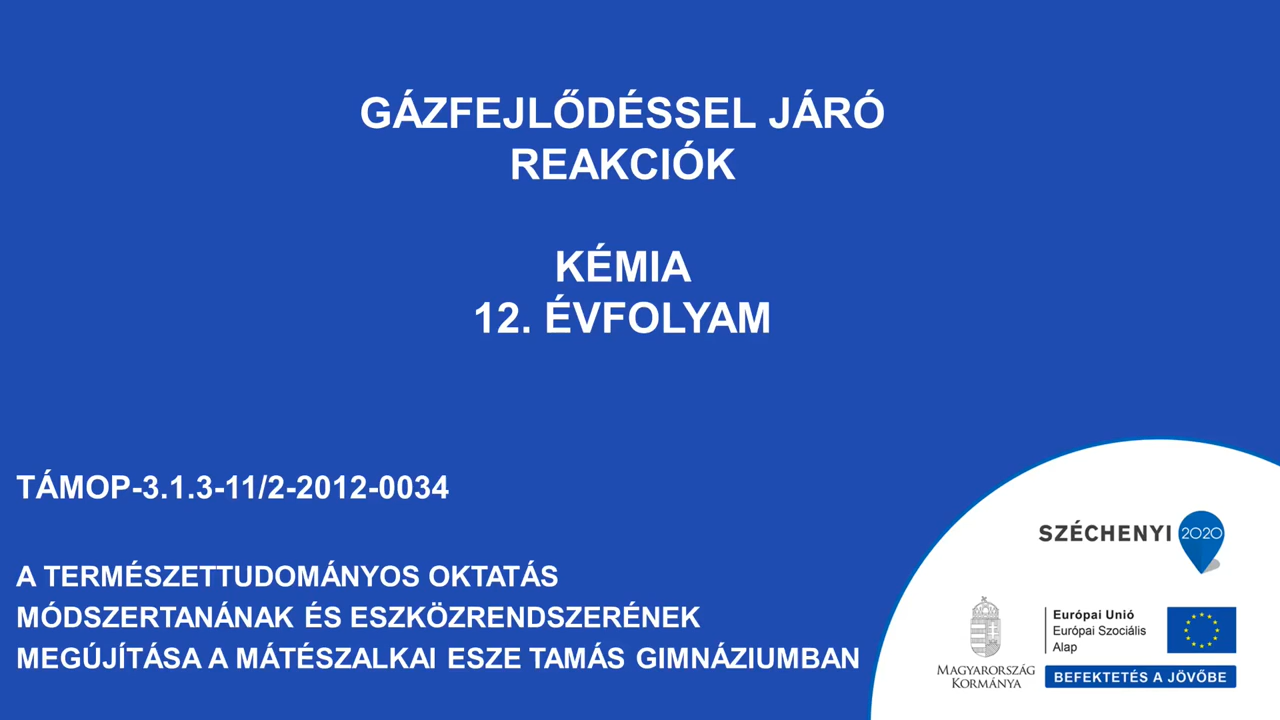 GÁZFEJLŐDÉSSEL JÁRÓ
REAKCIÓK
KÉMIA
12. ÉVFOLYAM
TÁMOP-3.1.3-11/2-2012-0034
A TERMÉSZETTUDOMÁNYOS OKTATÁS
MÓDSZERTANÁNAK ÉS ESZKÖZRENDSZERÉNEK
MEGÚJÍTÁSA A MÁTÉSZALKAI ESZE TAMÁS GIMNÁZIUMBAN
SZÉCHENYI 2020
Európai Unió
Európai Szociális
Alap
MAGYARORSZÁG
KORMÁNYA
BEFEKTETÉS A JÖVŐBE